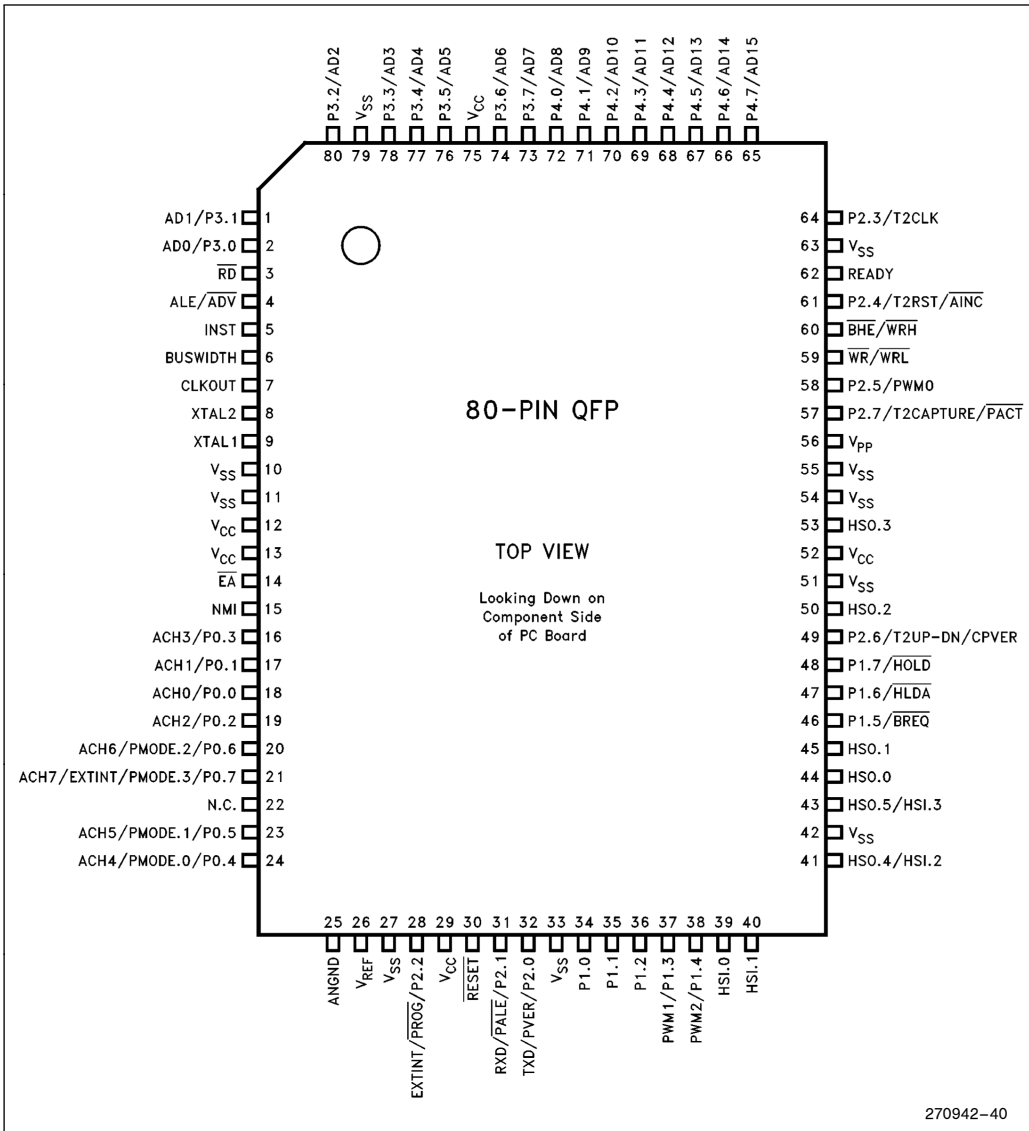 P3.2/AD2
VSS
P3.3/AD3
P3.4/AD4
P3.5/AD5
VCC
P3.6/AD6
P3.7/AD7
P4.0/AD8
P4.1/AD9
P4.2/AD10
P4.3/AD11
P4.4/AD12
P4.5/AD13
P4.6/AD14
P4.7/AD15
80 79 78 77 76 75 74 73 72 71 70 69 68 67 66 65
AD1/P3.1 1
AD0/P3.0 2
RD 3
ALE/ADV 4
INST 5
BUSWIDTH 6
CLKOUT 7
XTAL2 8
XTAL1 9
VSS 10
VSS 11
VCC 12
VCC 13
EA 14
NMI 15
ACH3/P0.3 16
ACH1/P0.1 17
ACH0/P0.0 18
ACH2/P0.2 19
ACH6/PMODE.2/P0.6 20
ACH7/EXTINT/PMODE.3/P0.7 21
N.C. 22
ACH5/PMODE.1/P0.5 23
ACH4/PMODE.0/P0.4 24
80-PIN QFP
TOP VIEW
Looking Down on
Component Side
of PC Board
64 P2.3/T2CLK
63 VSS
62 READY
61 P2.4/T2RST/AINC
60 BHE/WRH
59 WR/WRL
58 P2.5/PWM0
57 P2.7/T2CAPTURE/PACT
56 VPP
55 VSS
54 VSS
53 HSO.3
52 VCC
51 VSS
50 HSO.2
49 P2.6/T2UP-DN/CPVER
48 P1.7/HOLD
47 P1.6/HLDA
46 P1.5/BREQ
45 HSO.1
44 HSO.0
43 HSO.5/HSI.3
42 VSS
41 HSO.4/HSI.2
25 26 27 28 29 30 31 32 33 34 35 36 37 38 39 40
ANGND
VREF
VSS
EXTINT/PROG/P2.2
VCC
RESET
RXD/PALE/P2.1
TXD/PVER/P2.0
VSS
P1.0
P1.1
P1.2
PWM1/P1.3
PWM2/P1.4
HSI.0
HSI.1
270942-40